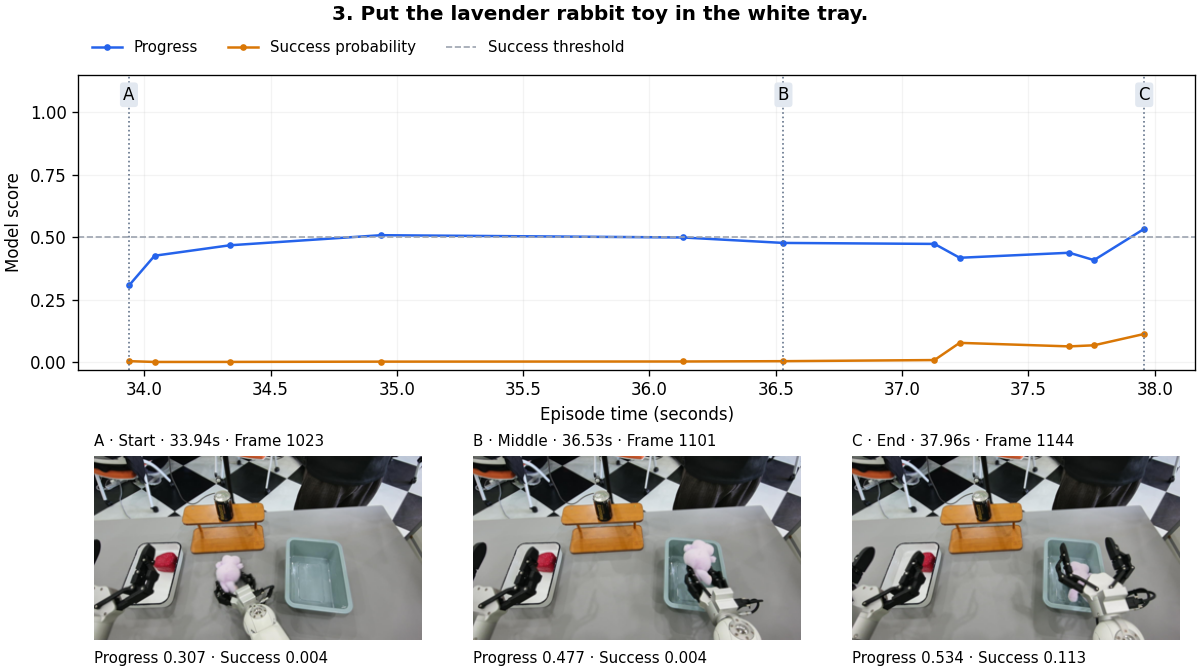 3. Put the lavender rabbit toy in the white tray.
Progress
Success probability
Success threshold
A
B
C
1.00
0.75
0.50
0.25
0.00
Model score
34.0
34.5
35.0
35.5
36.0
36.5
37.0
37.5
38.0
Episode time (seconds)
A · Start · 33.94s · Frame 1023
B · Middle · 36.53s · Frame 1101
C · End · 37.96s · Frame 1144
Progress 0.307 · Success 0.004
Progress 0.477 · Success 0.004
Progress 0.534 · Success 0.113